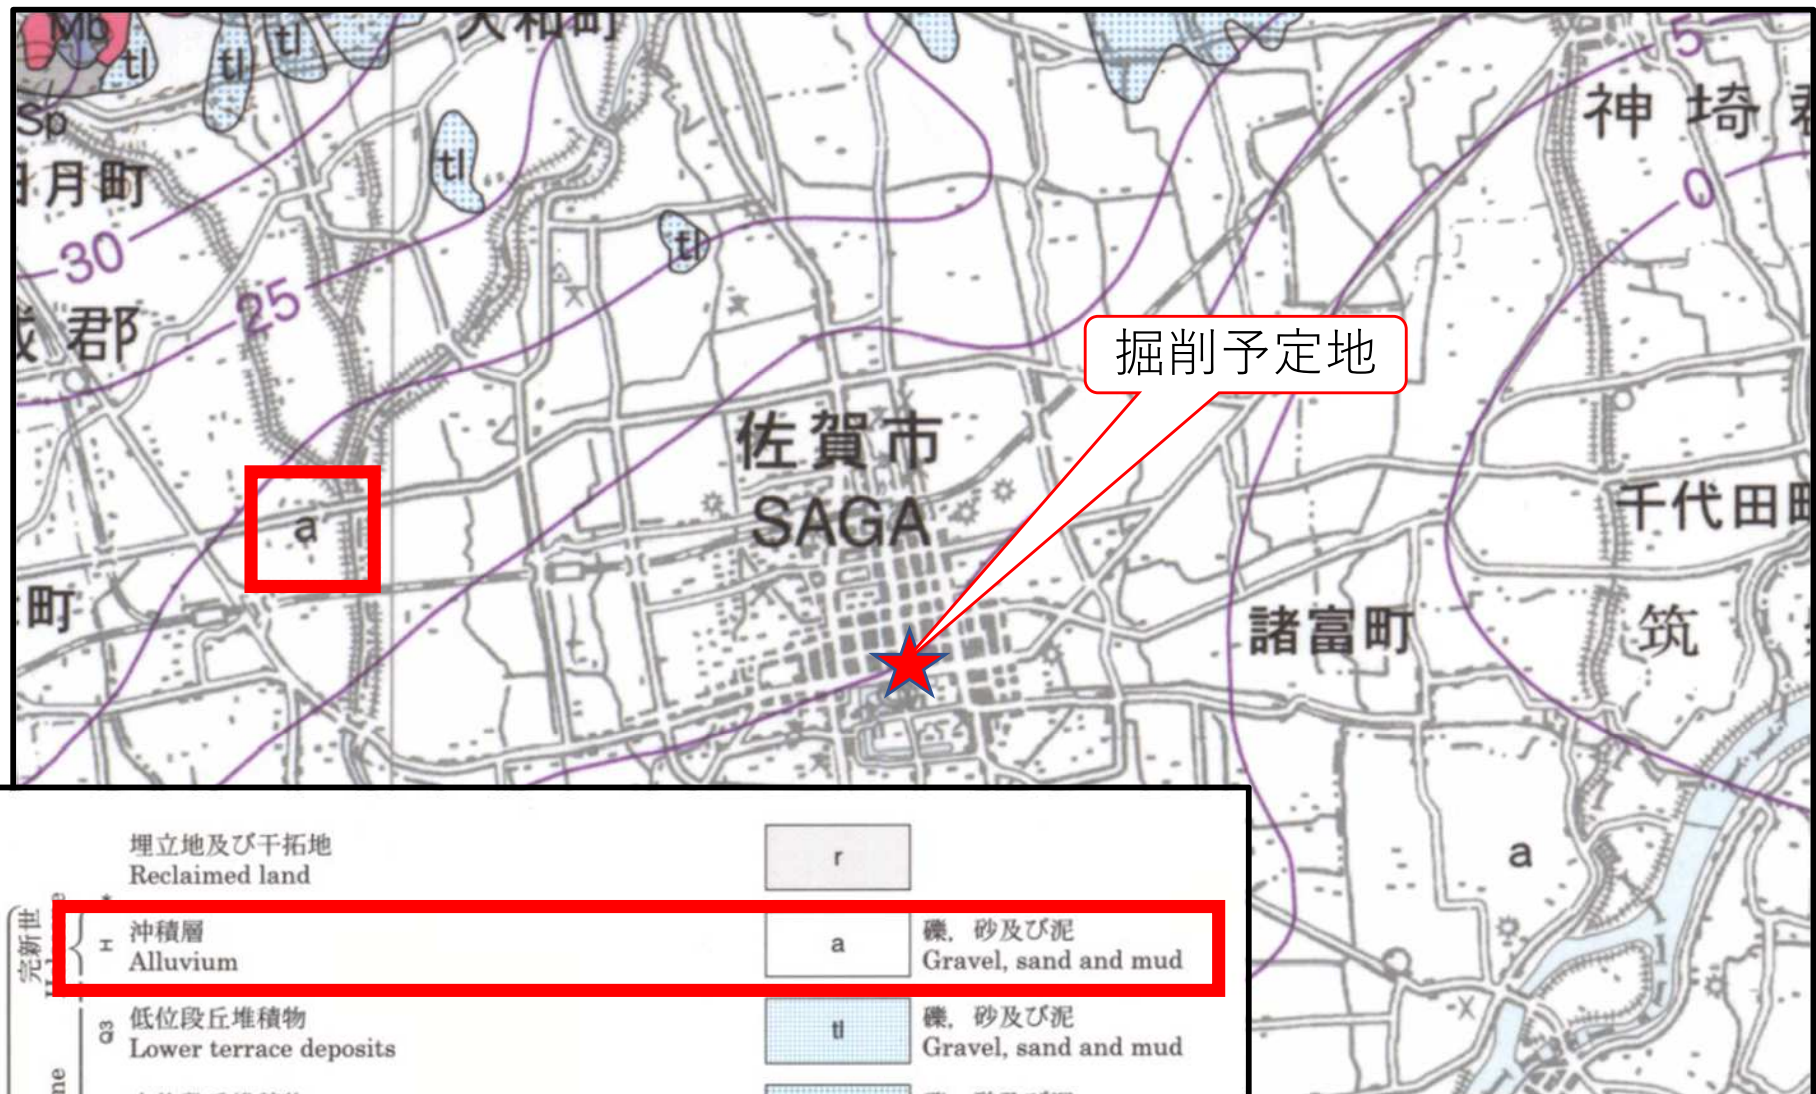 Mb
tl
tl
tl
大和町
5
Sp
tl
神埼
月町
tl
0
30
25
郡
掘削予定地
佐賀市
SAGA
a
千代田町
町
諸富町
筑
a
埋立地及び干拓地
Reclaimed land
r
完新世
H
沖積層
Alluvium
a
礫，砂及び泥
Gravel, sand and mud
Q3
低位段丘堆積物
Lower terrace deposits
tl
礫，砂及び泥
Gravel, sand and mud